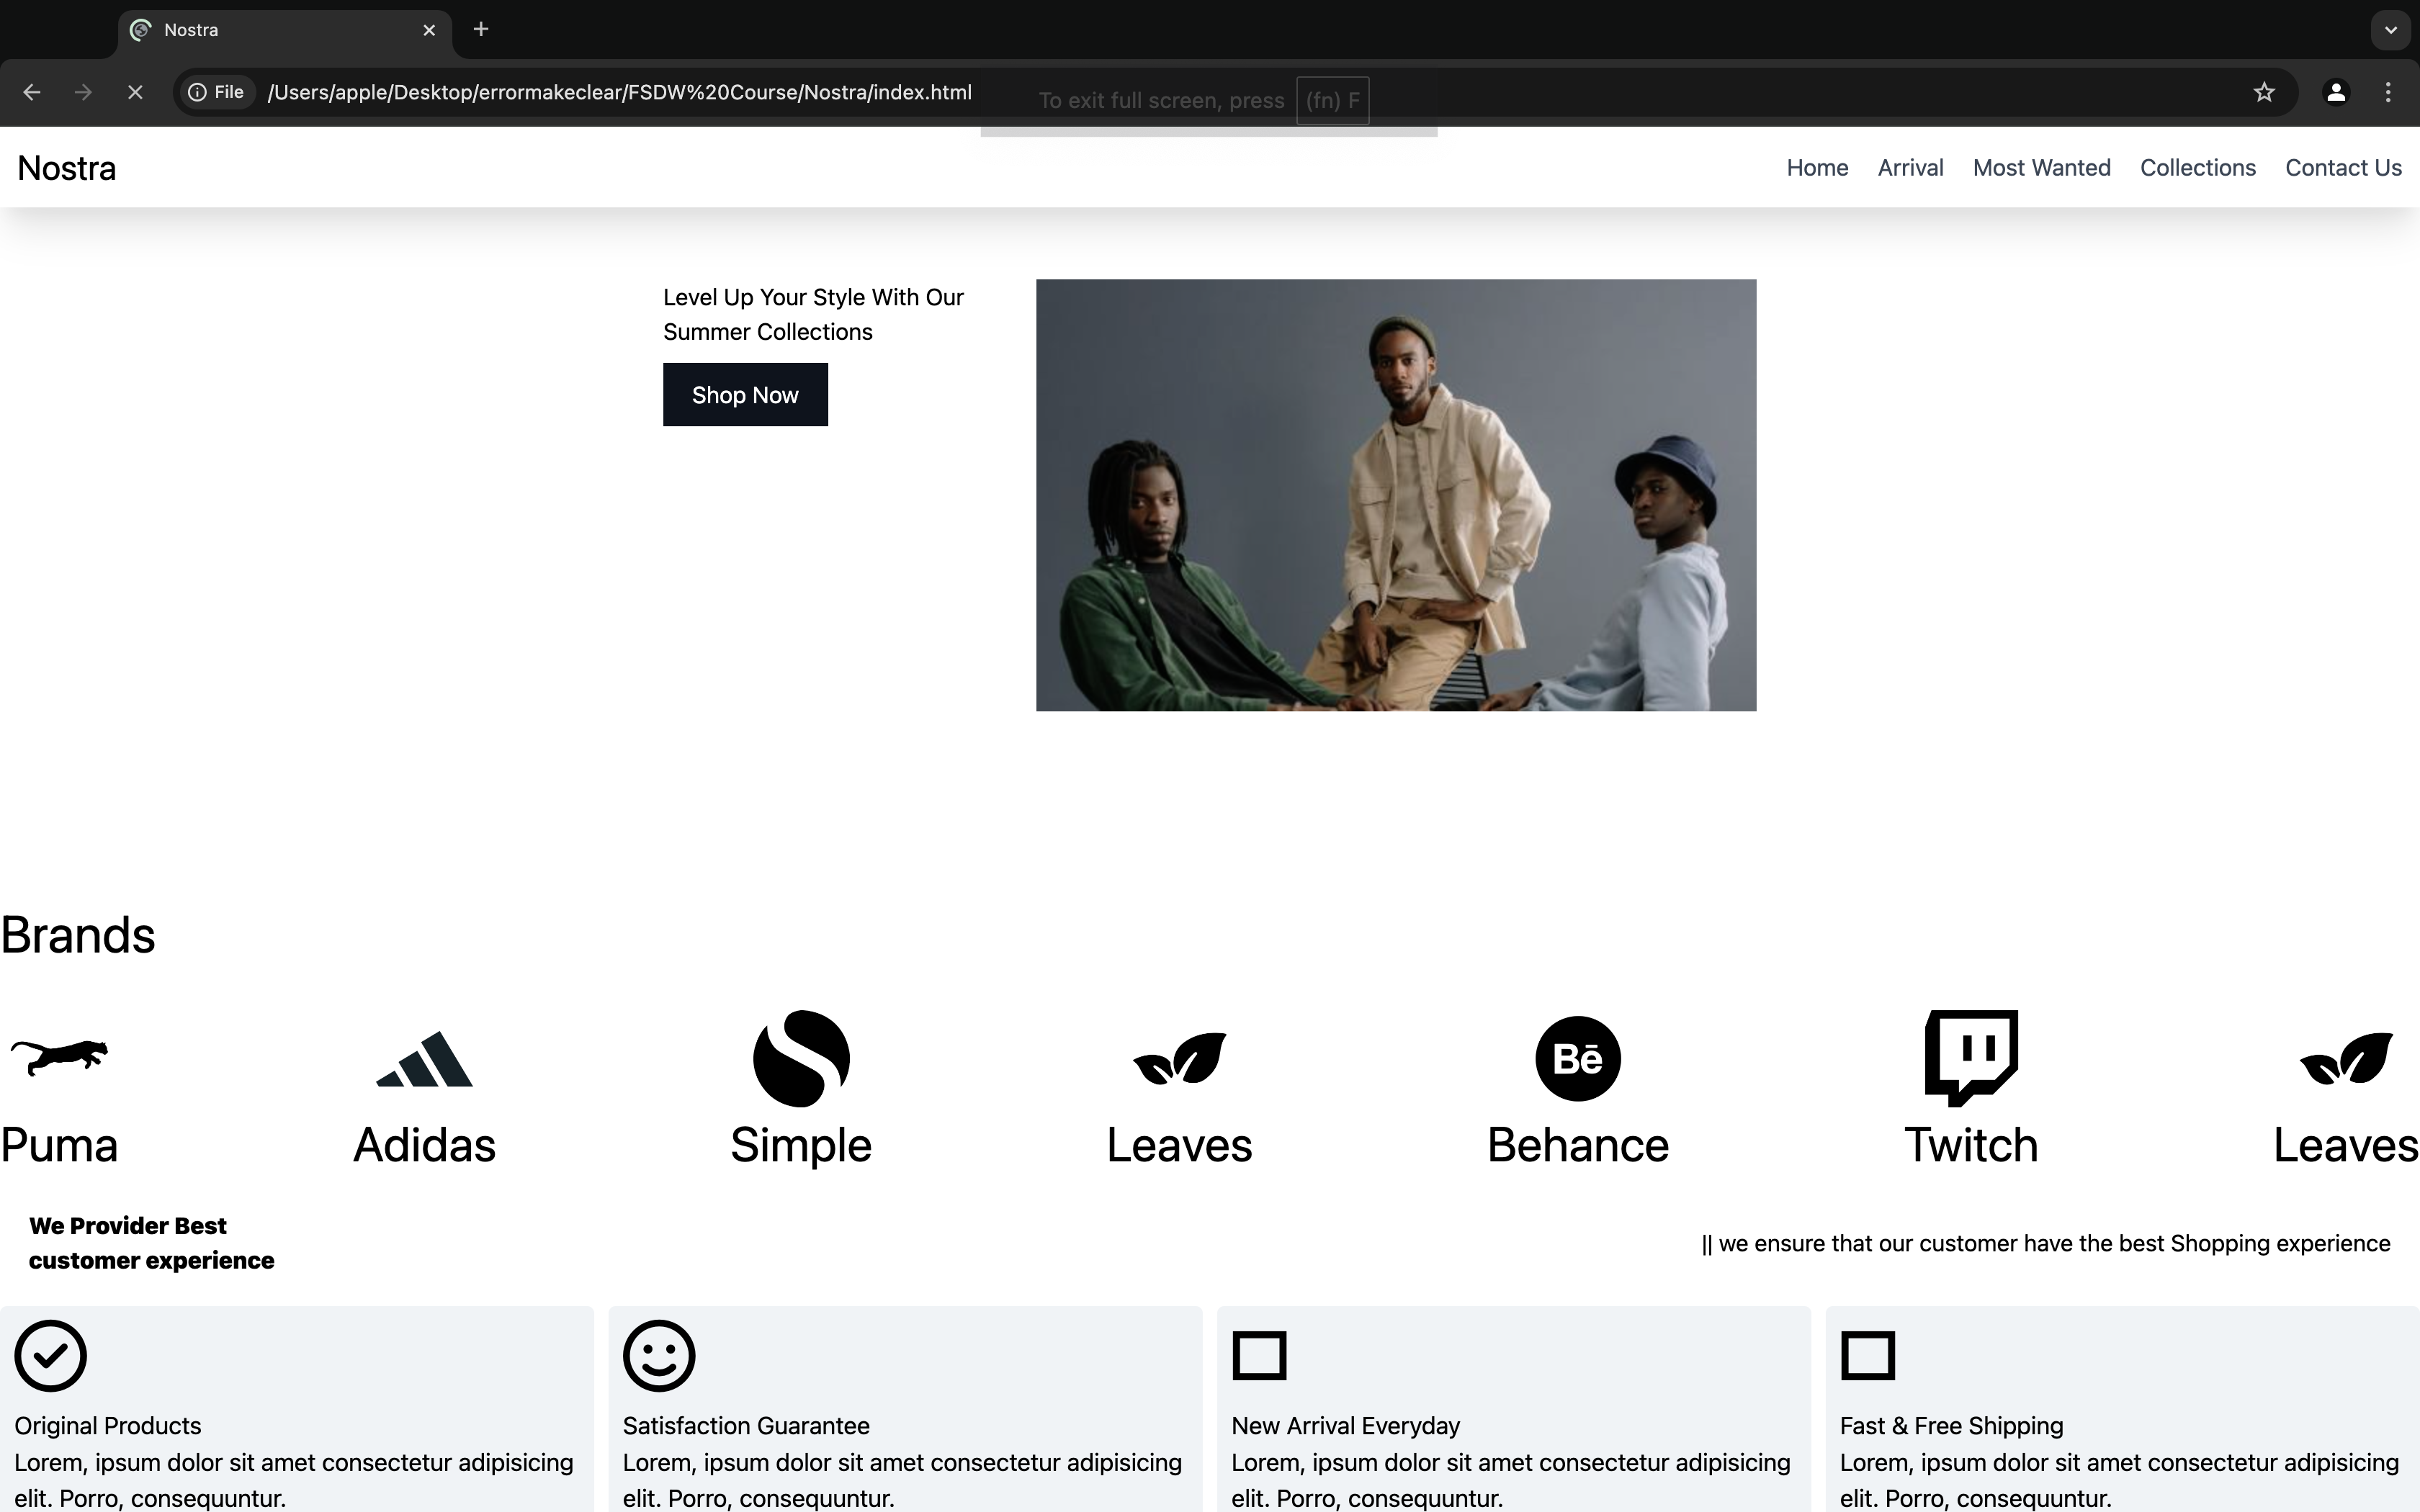 Nostra
File /Users/apple/Desktop/errormakeclear/FSDW%20Course/Nostra/index.html
To exit full screen, press (fn) F
Nostra
Home Arrival Most Wanted Collections Contact Us
Level Up Your Style With Our
Summer Collections
Shop Now
Brands
Bē
Puma Adidas Simple Leaves Behance Twitch Leaves
We Provider Best
customer experience
|| we ensure that our customer have the best Shopping experience
Original Products
Lorem, ipsum dolor sit amet consectetur adipisicing
elit. Porro, consequuntur.
Satisfaction Guarantee
Lorem, ipsum dolor sit amet consectetur adipisicing
elit. Porro, consequuntur.
New Arrival Everyday
Lorem, ipsum dolor sit amet consectetur adipisicing
elit. Porro, consequuntur.
Fast & Free Shipping
Lorem, ipsum dolor sit amet consectetur adipisicing
elit. Porro, consequuntur.